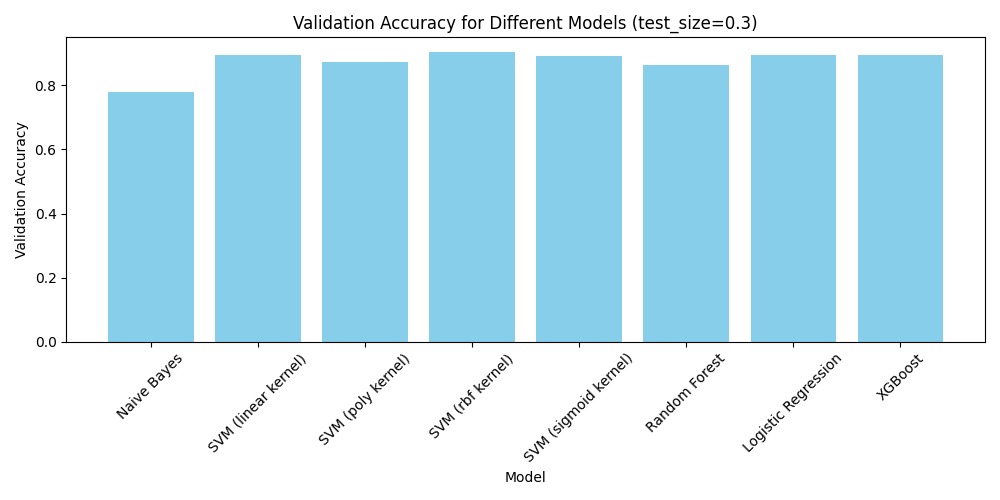 Validation Accuracy for Different Models (test_size=0.3)
Validation Accuracy
0.8
0.6
0.4
0.2
0.0
Naive Bayes
SVM (linear kernel)
SVM (poly kernel)
SVM (rbf kernel)
SVM (sigmoid kernel)
Random Forest
Logistic Regression
XGBoost
Model